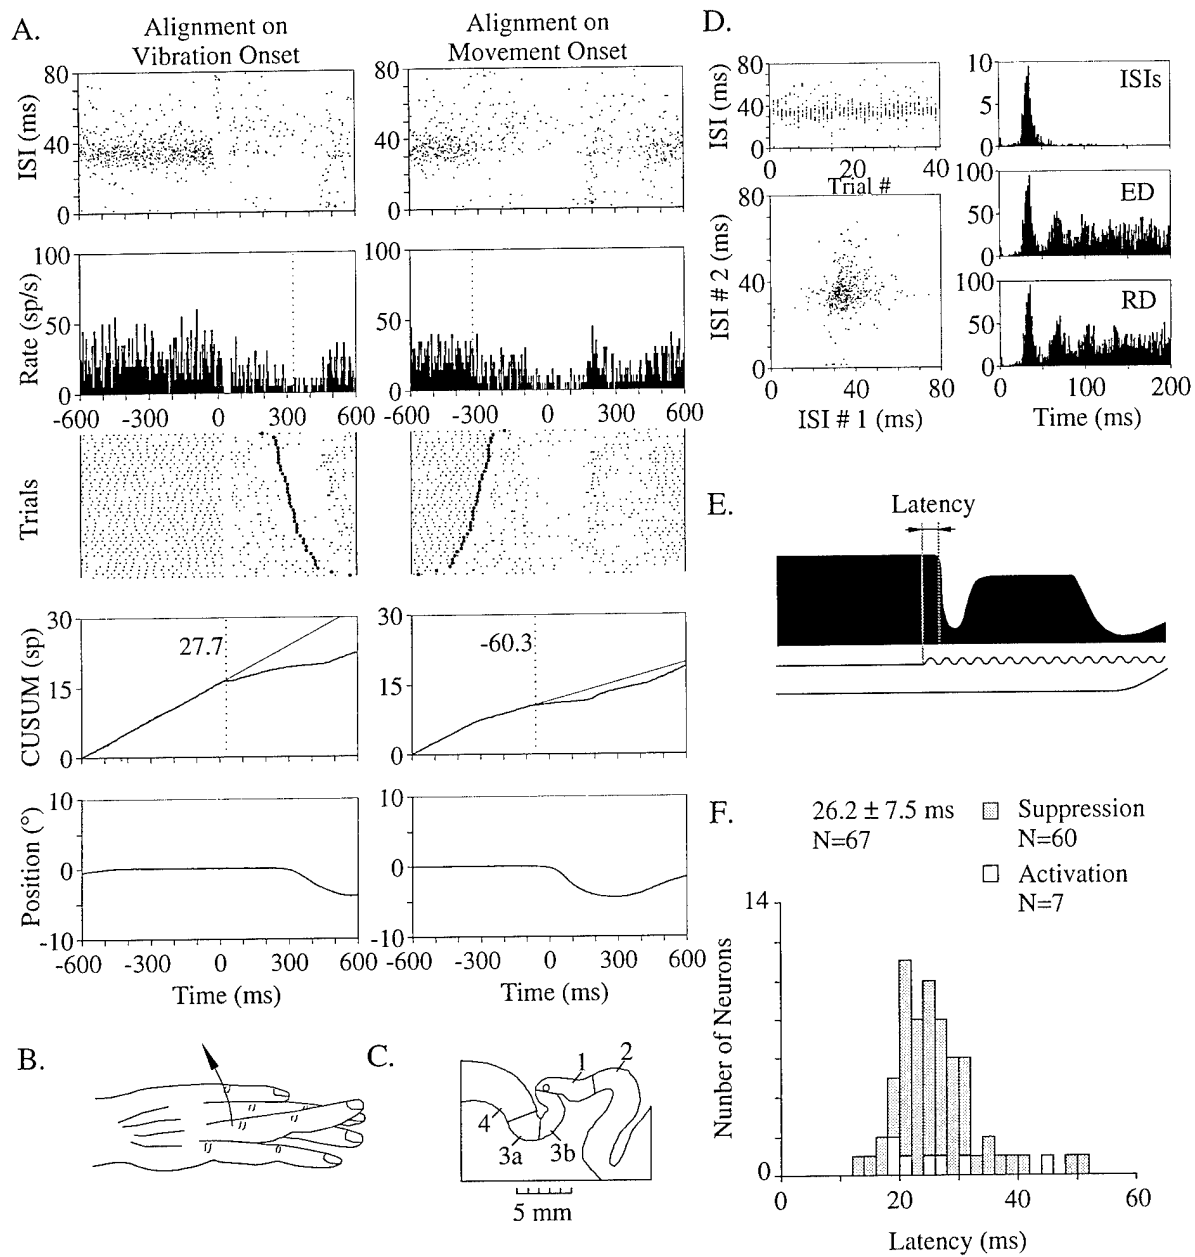 A.
Alignment on
Vibration Onset
Alignment on
Movement Onset
80
40
0
ISI (ms)
80
40
0
100
50
0
Rate (sp/s)
-600 -300 0 300 600
100
50
0
-600 -300 0 300 600
Trials
30
15
0
CUSUM (sp)
27.7
30
15
0
-60.3
10
0
-10
Position (°)
-600 -300 0 300 600
Time (ms)
10
0
-10
-600 -300 0 300 600
Time (ms)
B.
C.
1
2
4
3a
3b
5 mm
D.
80
40
0
ISI (ms)
0 20 40
Trial #
80
40
0
ISI # 2 (ms)
0 40 80
ISI # 1 (ms)
10
5
0
ISIs
100
50
0
ED
100
50
0
RD
0 100 200
Time (ms)
E.
Latency
F.
26.2 ± 7.5 ms
N=67
Suppression
N=60
Activation
N=7
14
0
Nunber of Neurons
0 20 40 60
Latency (ms)